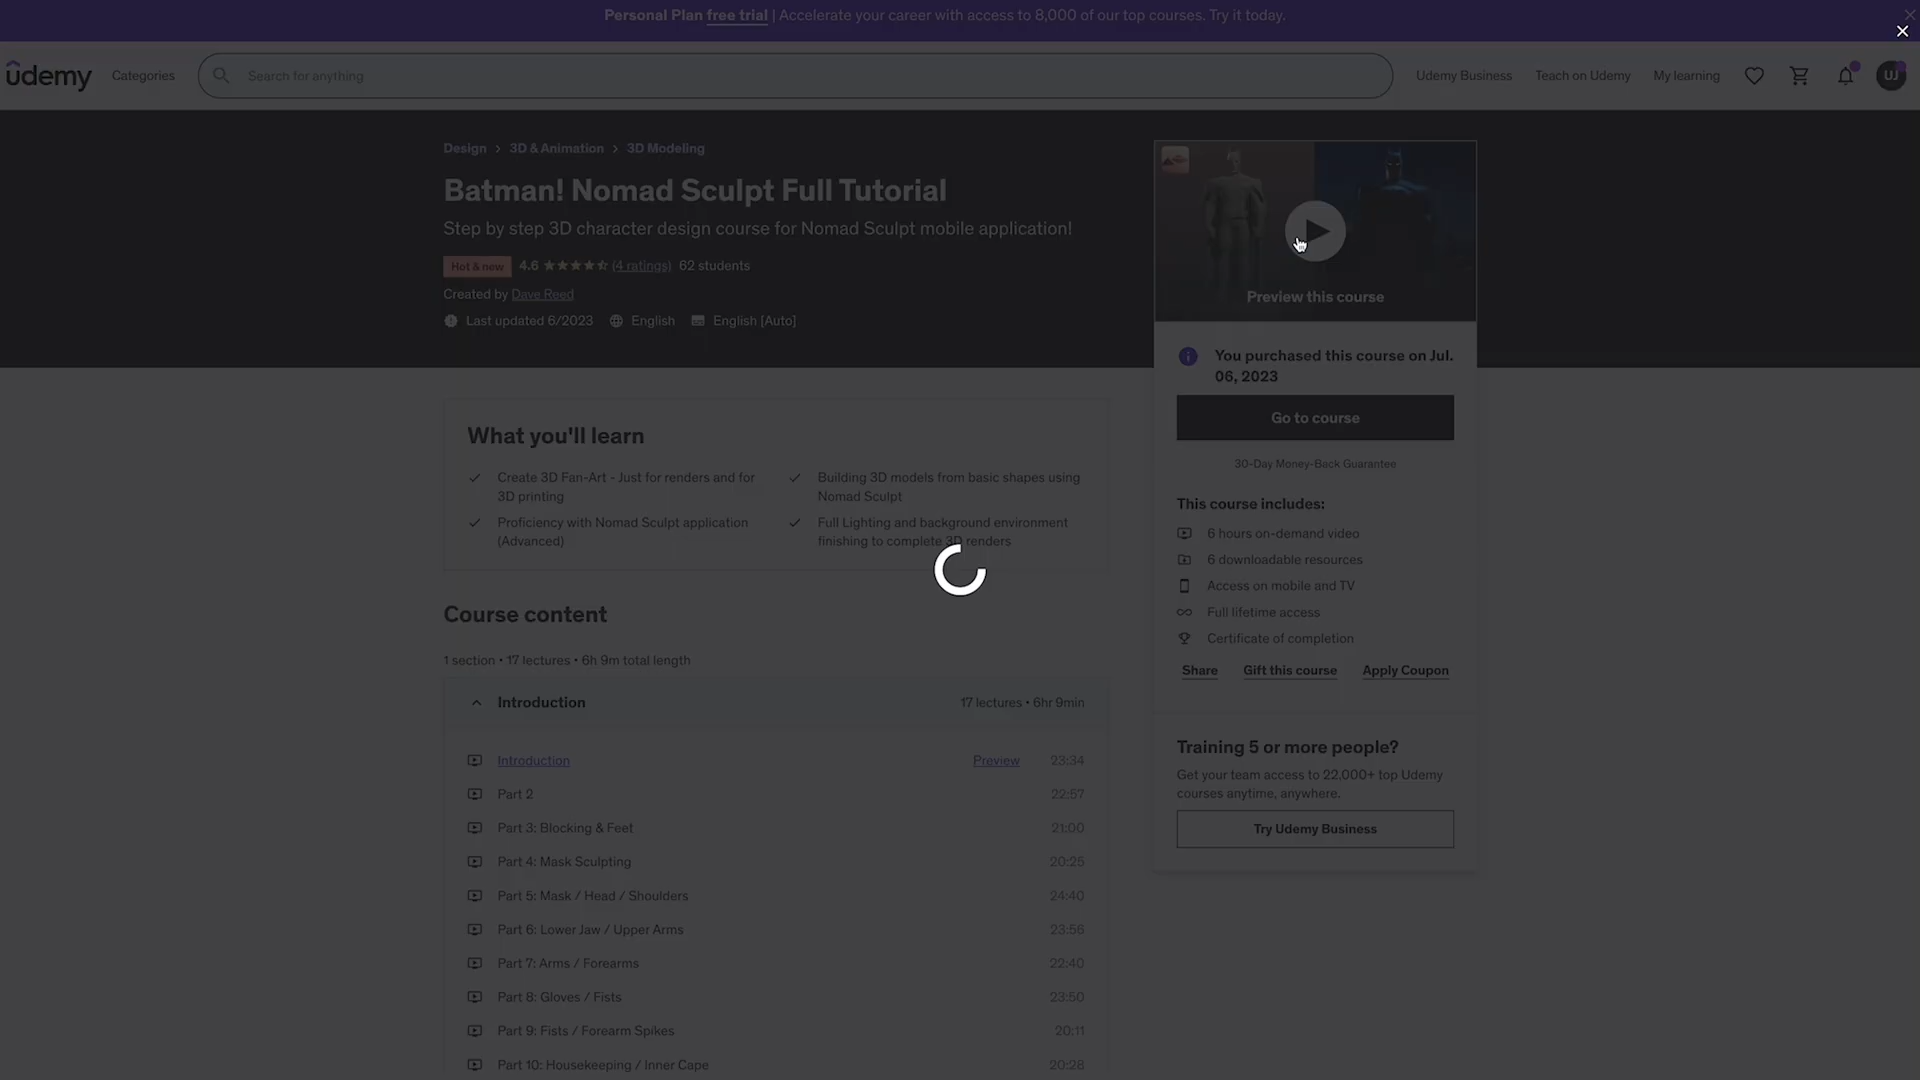 Personal Plan free trial | Accelerate your career with access to 8,000 of our top courses. Try it today.
udemy
Categories
Search for anything
Udemy Business
Teach on Udemy
My learning
UJ
Design > 3D & Animation > 3D Modeling
Batman! Nomad Sculpt Full Tutorial
Step by step 3D character design course for Nomad Sculpt mobile application!
Hot & new 4.6 (4 ratings) 62 students
Created by Dave Reed
Last updated 6/2023 English English [Auto]
Preview this course
You purchased this course on Jul.
06, 2023
Go to course
30-Day Money-Back Guarantee
This course includes:
6 hours on-demand video
6 downloadable resources
Access on mobile and TV
Full lifetime access
Certificate of completion
Share Gift this course Apply Coupon
Training 5 or more people?
Get your team access to 22,000+ top Udemy
courses anytime, anywhere.
Try Udemy Business
What you'll learn
Create 3D Fan-Art - Just for renders and for
3D printing
Proficiency with Nomad Sculpt application
(Advanced)
Building 3D models from basic shapes using
Nomad Sculpt
Full Lighting and background environment
finishing to complete 3D renders
Course content
1 section • 17 lectures • 6h 9m total length
Introduction 17 lectures • 6hr 9min
Introduction Preview 23:34
Part 2 22:57
Part 3: Blocking & Feet 21:00
Part 4: Mask Sculpting 20:25
Part 5: Mask / Head / Shoulders 24:40
Part 6: Lower Jaw / Upper Arms 23:56
Part 7: Arms / Forearms 22:40
Part 8: Gloves / Fists 23:50
Part 9: Fists / Forearm Spikes 20:11
Part 10: Housekeeping / Inner Cape 20:28